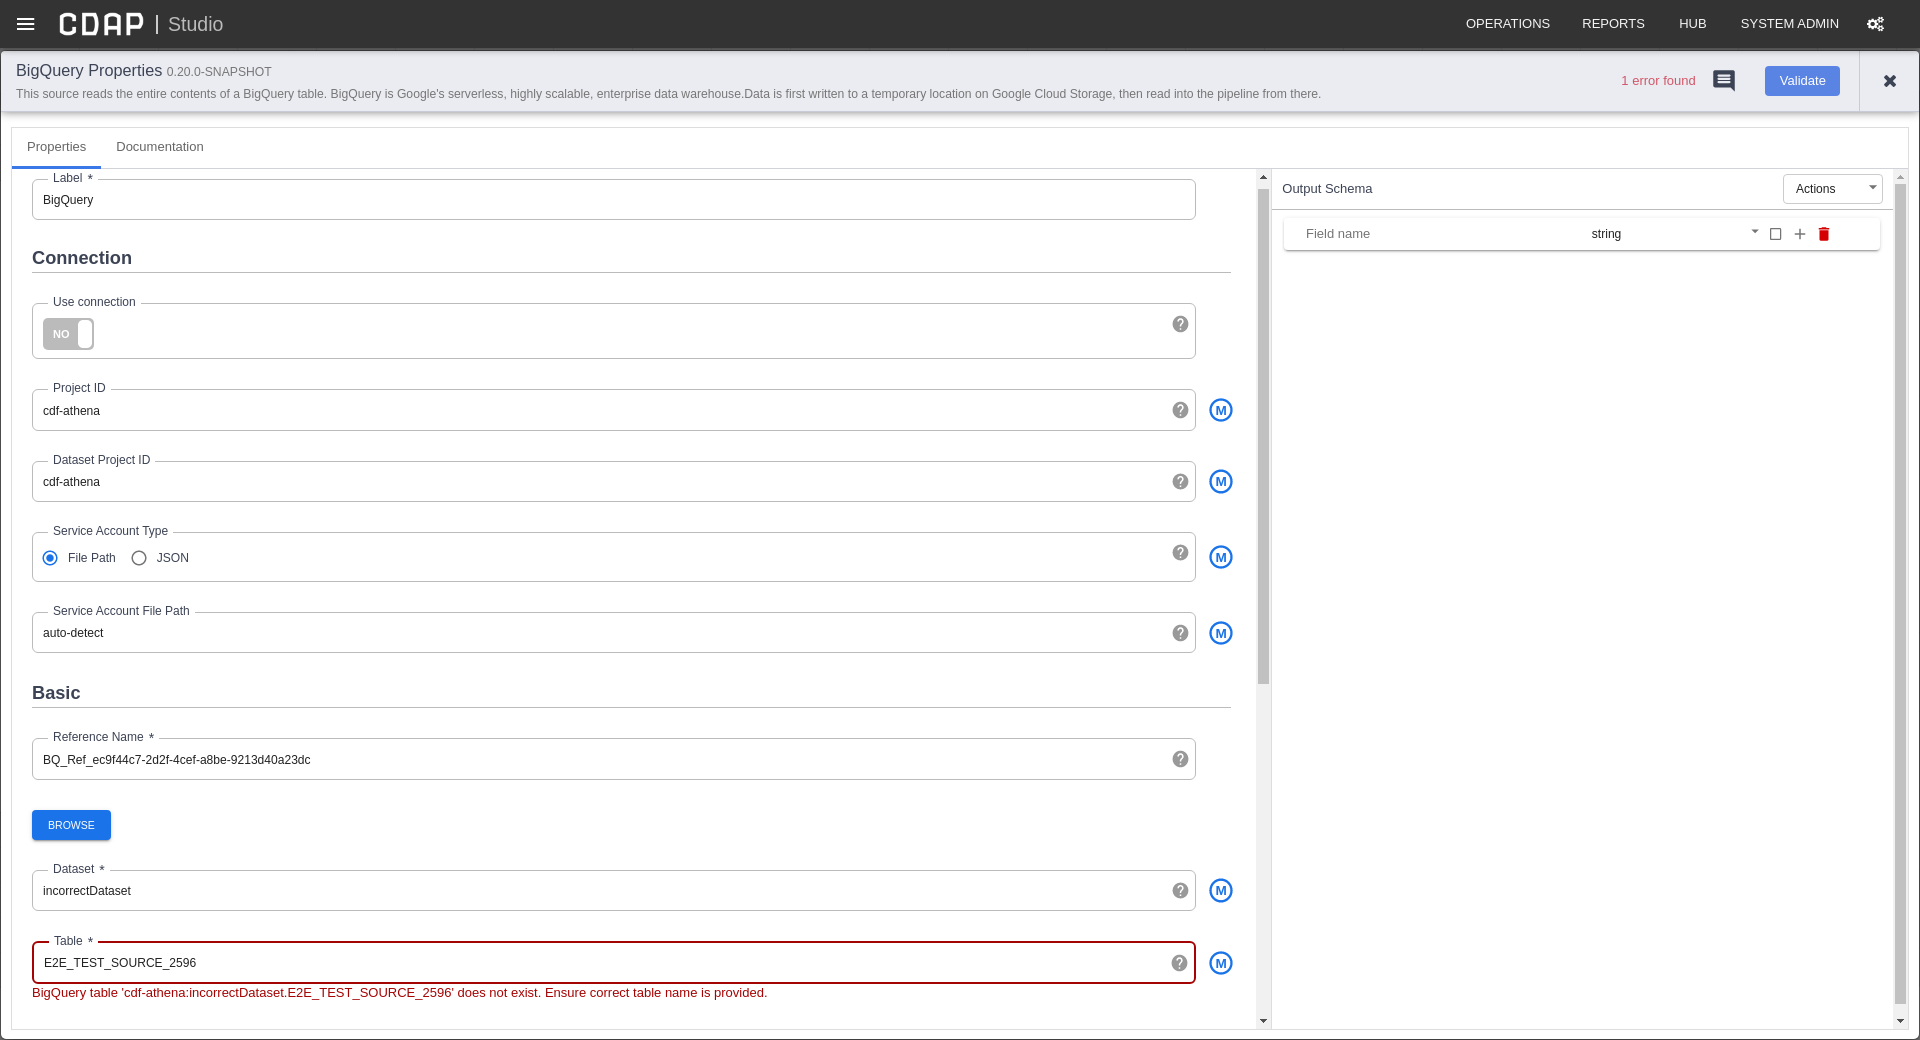 CDAP | Studio
OPERATIONS REPORTS HUB SYSTEM ADMIN
BigQuery Properties 0.20.0-SNAPSHOT
This source reads the entire contents of a BigQuery table. BigQuery is Google's serverless, highly scalable, enterprise data warehouse.Data is first written to a temporary location on Google Cloud Storage, then read into the pipeline from there.
1 error found
Validate
Properties Documentation
Label *
BigQuery
Connection
Use connection
NO
Project ID
cdf-athena
M
Dataset Project ID
cdf-athena
M
Service Account Type
File Path JSON
M
Service Account File Path
auto-detect
M
Basic
Reference Name *
BQ_Ref_ec9f44c7-2d2f-4cef-a8be-9213d40a23dc
BROWSE
Dataset *
incorrectDataset
M
Table *
E2E_TEST_SOURCE_2596
M
BigQuery table 'cdf-athena:incorrectDataset.E2E_TEST_SOURCE_2596' does not exist. Ensure correct table name is provided.
Output Schema
Actions
Field name string